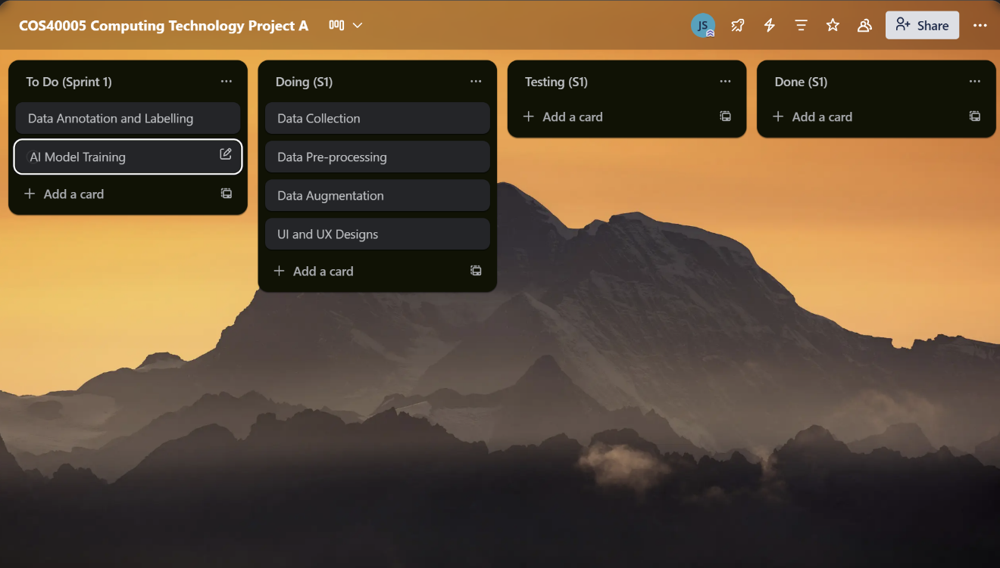 COS40005 Computing Technology Project A
JS
Share
To Do (Sprint 1)
Data Annotation and Labelling
AI Model Training
Add a card
Doing (S1)
Data Collection
Data Pre-processing
Data Augmentation
UI and UX Designs
Add a card
Testing (S1)
Add a card
Done (S1)
Add a card